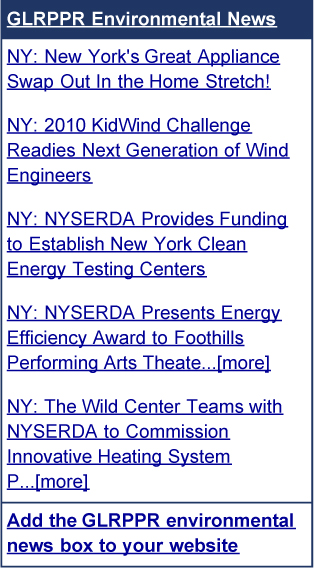 GLRPPR Environmental News
NY: New York's Great Appliance
Swap Out In the Home Stretch!
NY: 2010 KidWind Challenge
Readies Next Generation of Wind
Engineers
NY: NYSERDA Provides Funding
to Establish New York Clean
Energy Testing Centers
NY: NYSERDA Presents Energy
Efficiency Award to Foothills
Performing Arts Theate...[more]
NY: The Wild Center Teams with
NYSERDA to Commission
Innovative Heating System
P...[more]
Add the GLRPPR environmental
news box to your website